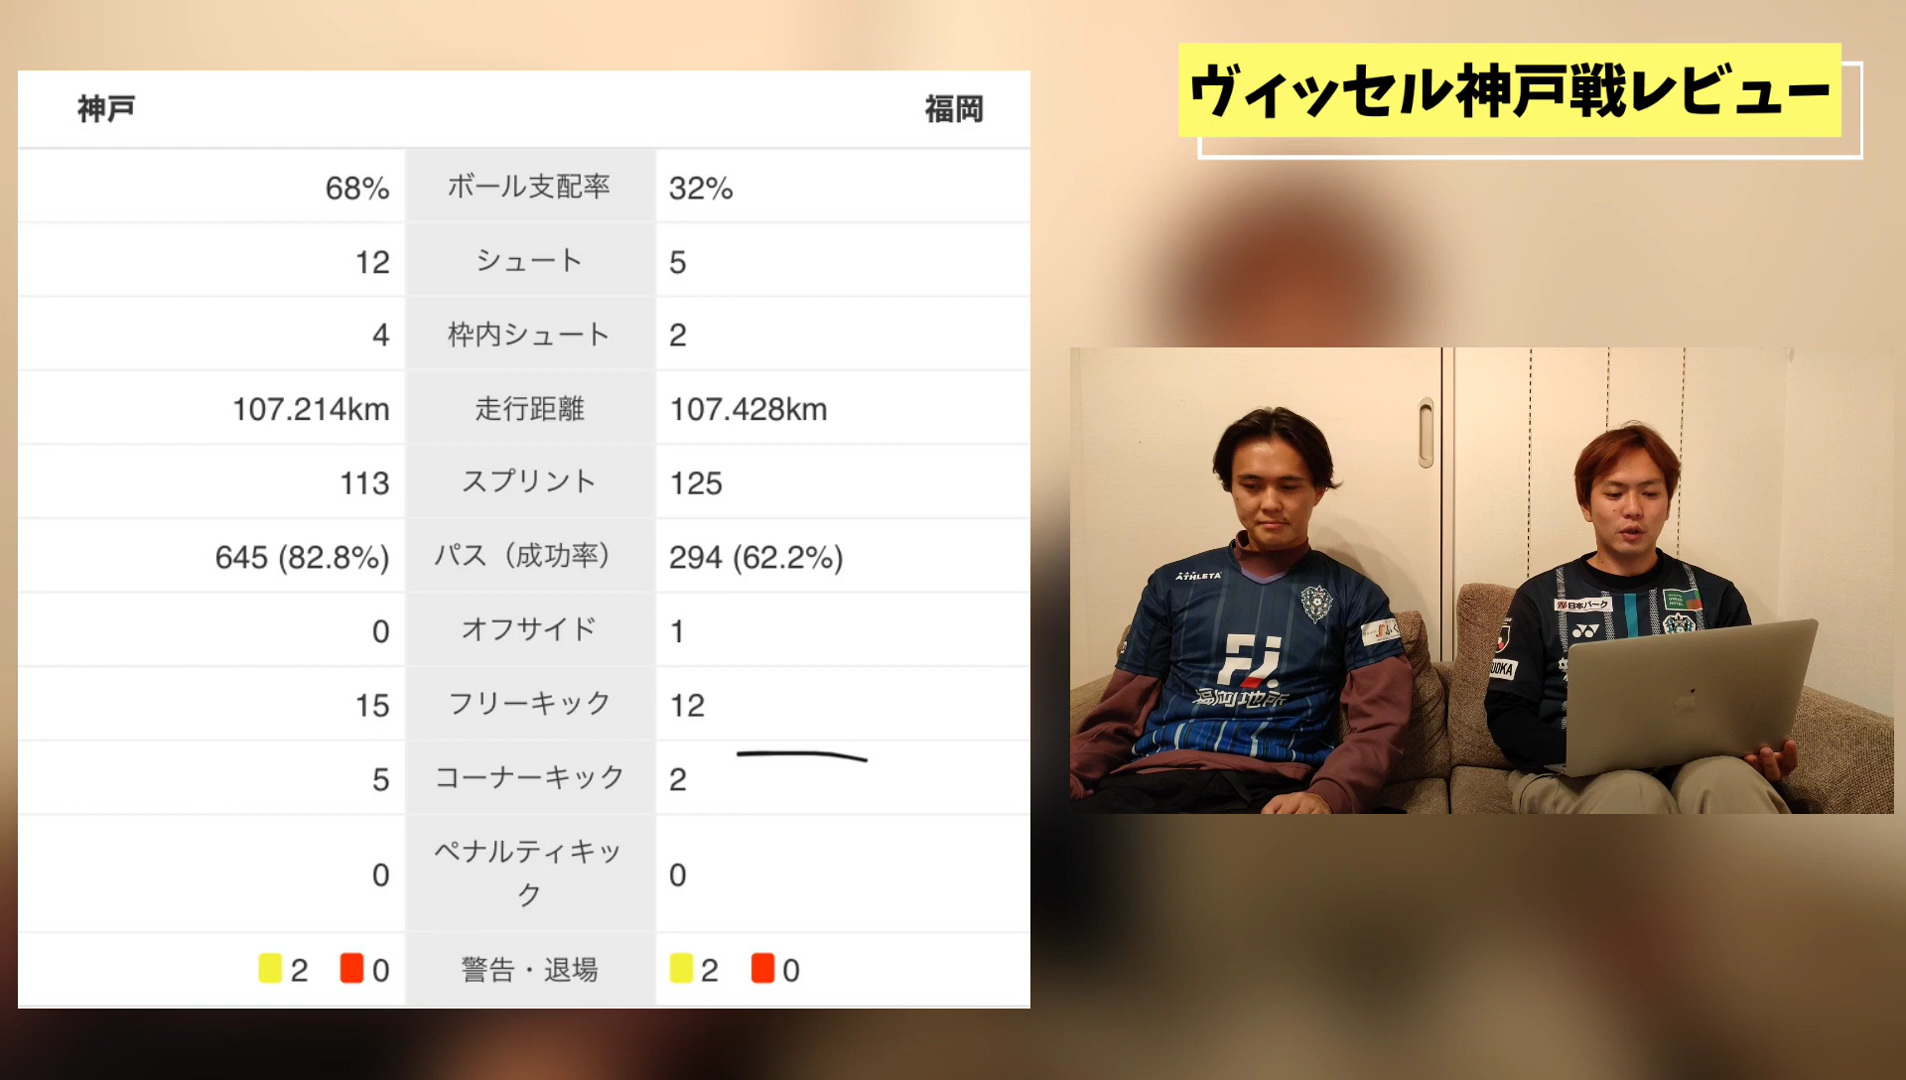 ヴィッセル神戸戦レビュー
神戸 福岡
68% ボール支配率 32%
12 シュート 5
4 枠内シュート 2
107.214km 走行距離 107.428km
113 スプリント 125
645 (82.8%) パス（成功率） 294 (62.2%)
0 オフサイド 1
15 フリーキック 12
5 コーナーキック 2
0 ペナルティキッ 0
ク
2 0 警告・退場 2 0
ATHLETA
福岡地所
日本パーク
UOKA